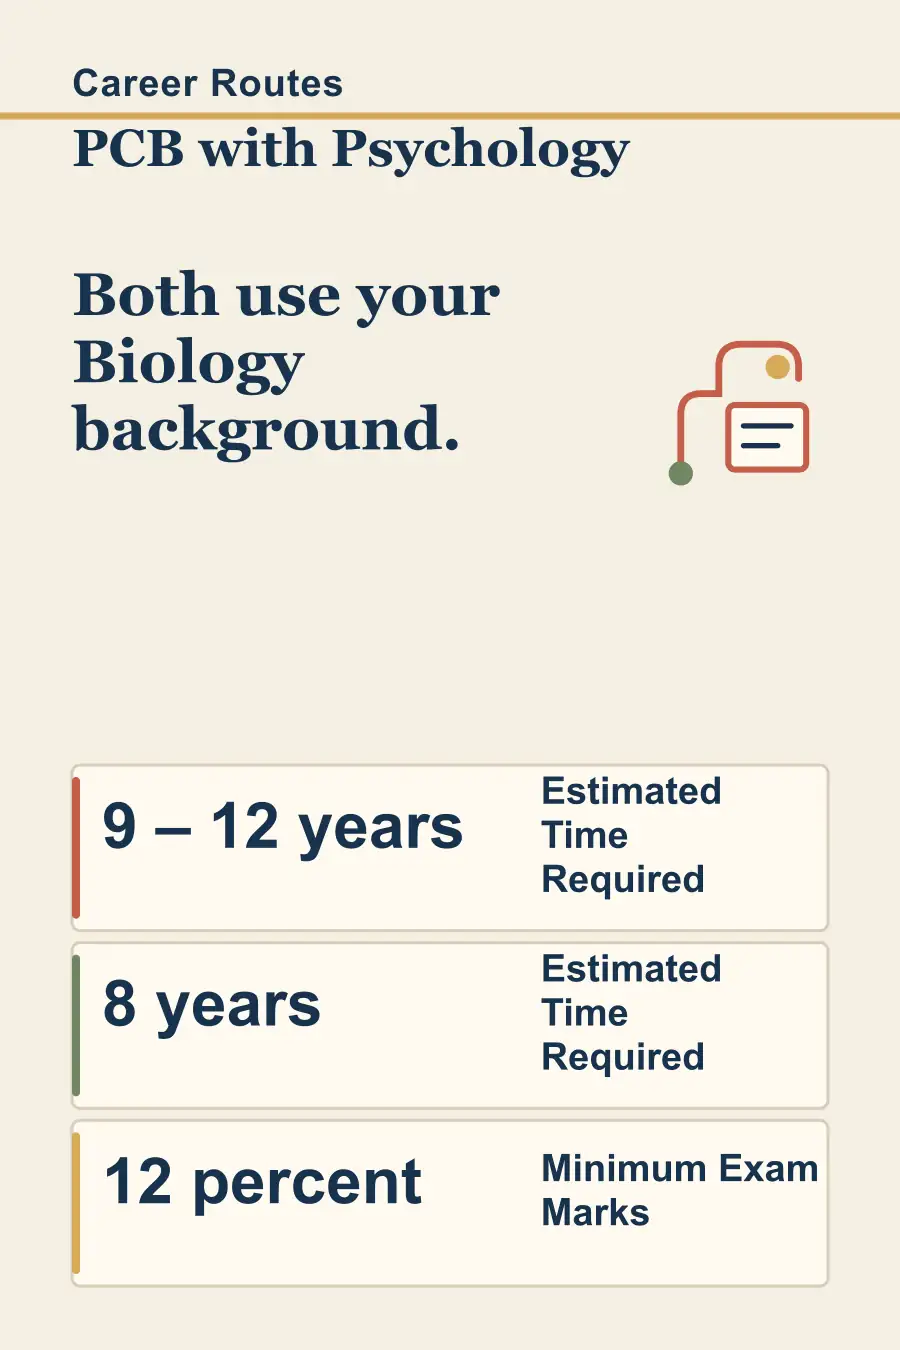 Career Routes
PCB with Psychology
Both use your
Biology
background.
9 – 12 years
Estimated
Time
Required
8 years
Estimated
Time
Required
12 percent
Minimum Exam
Marks